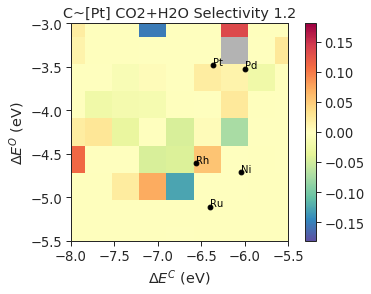 C~[Pt] CO2+H2O Selectivity 1.2
ΔE^O (eV)
−3.0
−3.5
−4.0
−4.5
−5.0
−5.5
Pt
Pd
Rh
Ni
Ru
−8.0 −7.5 −7.0 −6.5 −6.0 −5.5
ΔE^C (eV)
0.15
0.10
0.05
0.00
−0.05
−0.10
−0.15